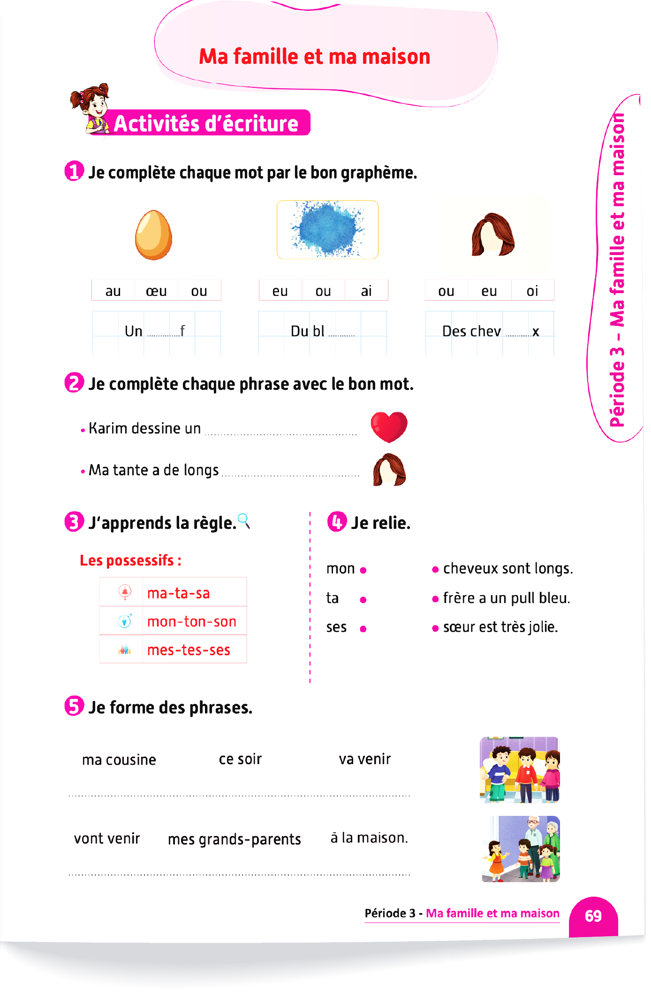 Ma famille et ma maison
Activités d'écriture
1 Je complète chaque mot par le bon graphème.
au œu ou
eu ou ai
ou eu oi
Un ............f
Du bl ............
Des chev ............x
2 Je complète chaque phrase avec le bon mot.
• Karim dessine un ............
• Ma tante a de longs ............
3 J'apprends la règle.
Les possessifs :
ma-ta-sa
mon-ton-son
mes-tes-ses
4 Je relie.
mon • • cheveux sont longs.
ta • • frère a un pull bleu.
ses • • sœur est très jolie.
5 Je forme des phrases.
ma cousine ce soir va venir
vont venir mes grands-parents à la maison.
Période 3 - Ma famille et ma maison
69
Période 3 - Ma famille et ma maison